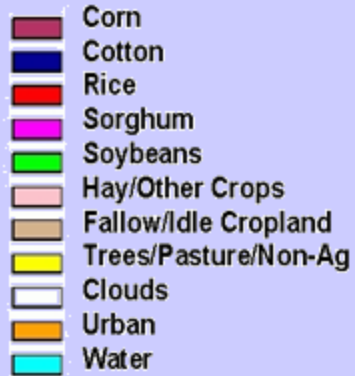 Corn
Cotton
Rice
Sorghum
Soybeans
Hay/Other Crops
Fallow/Idle Cropland
Trees/Pasture/Non-Ag
Clouds
Urban
Water